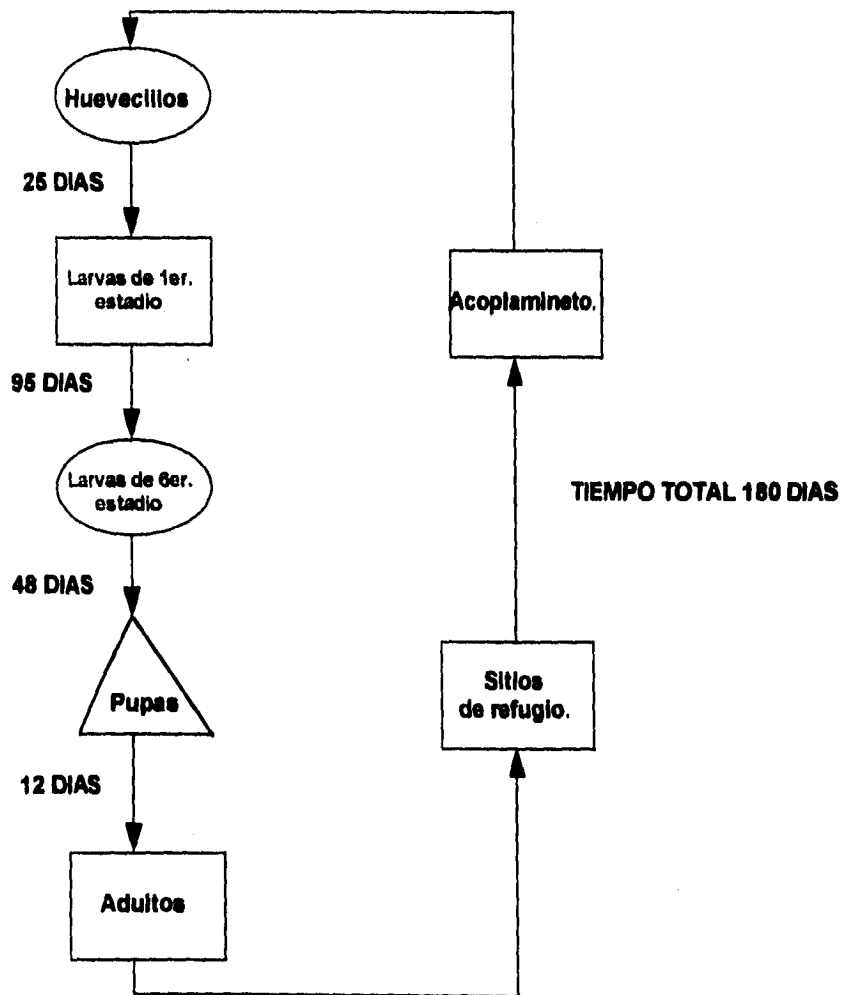 Huevecillos
25 DIAS
Larvas de 1er.
estadio
95 DIAS
Larvas de 6er.
estadio
48 DIAS
Pupas
12 DIAS
Adultos
Acoplamineto.
TIEMPO TOTAL 180 DIAS
Sitios
de refugio.